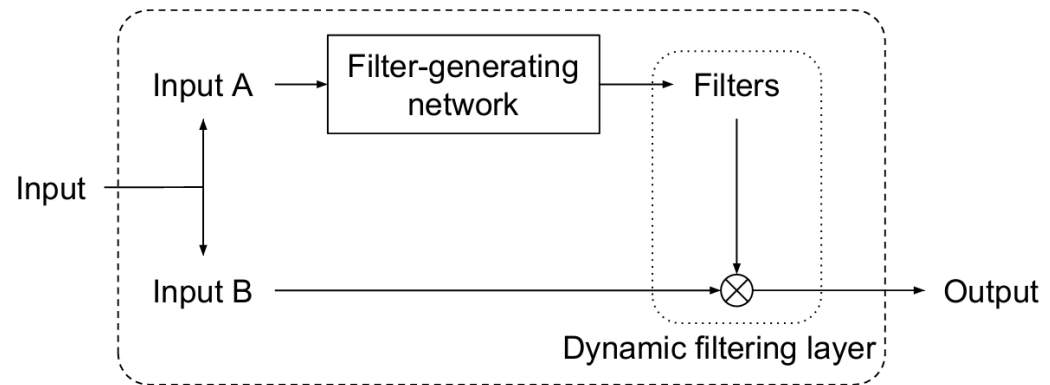 Input A
Filter-generating
network
Filters
Input
Input B
Output
Dynamic filtering layer